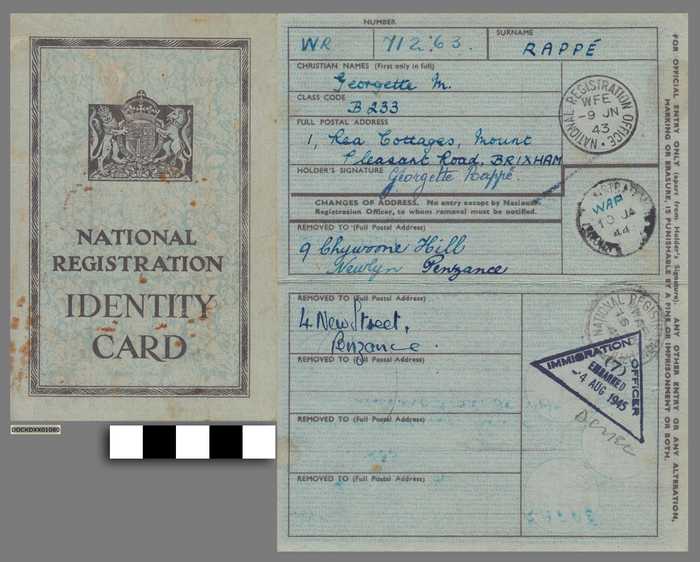 NATIONAL
REGISTRATION
IDENTITY
CARD
NUMBER
SURNAME
WR 712:63. RAPPÉ
CHRISTIAN NAMES (First only in full)
Georgette M.
CLASS CODE
B 233
FULL POSTAL ADDRESS
1, Rea Cottages, Mount
Pleasant Road, BRIXHAM
HOLDER'S SIGNATURE
Georgette Rappé.
CHANGES OF ADDRESS. No entry except by National
Registration Officer, to whom removal must be notified.
REMOVED TO (Full Postal Address)
9 Chywoone Hill
Newlyn Penzance
REMOVED TO (Full Postal Address)
4 New Street,
Penzance.
REMOVED TO (Full Postal Address)
REMOVED TO (Full Postal Address)
REMOVED TO (Full Postal Address)
NATIONAL REGISTRATION OFFICE
WFE
-9 JN
43
WAP
10 JA
44
NATIONAL REGISTR
IMMIGRATION OFFICER
(7)
EMBARKED
-4 AUG 1945
FOR OFFICIAL ENTRY ONLY (apart from Holder's Signature). ANY OTHER ENTRY OR ANY ALTERATION,
MARKING OR ERASURE, IS PUNISHABLE BY A FINE OR IMPRISONMENT OR BOTH.